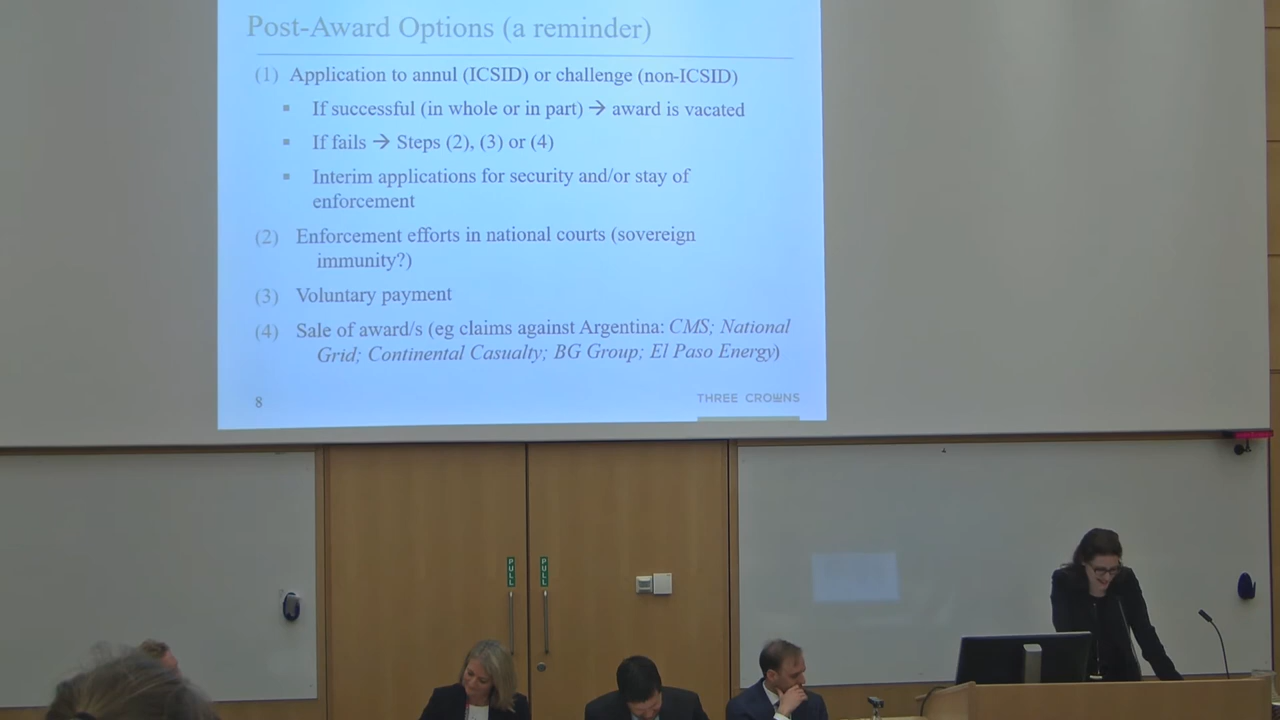 Post-Award Options (a reminder)
(1) Application to annul (ICSID) or challenge (non-ICSID)
▪ If successful (in whole or in part) → award is vacated
▪ If fails → Steps (2), (3) or (4)
▪ Interim applications for security and/or stay of
enforcement
(2) Enforcement efforts in national courts (sovereign
immunity?)
(3) Voluntary payment
(4) Sale of award/s (eg claims against Argentina: CMS; National
Grid; Continental Casualty; BG Group; El Paso Energy)
8
THREE CROWNS
PULL
PULL